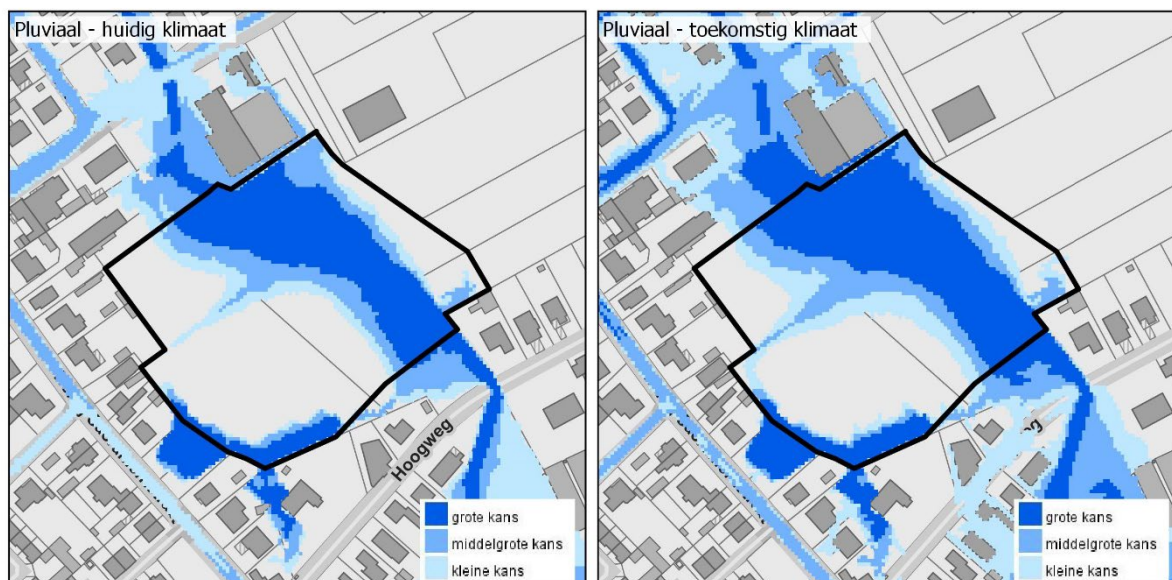 Pluviaal - huidig klimaat
Hoogweg
grote kans
middelgrote kans
kleine kans
Pluviaal - toekomstig klimaat
grote kans
middelgrote kans
kleine kans